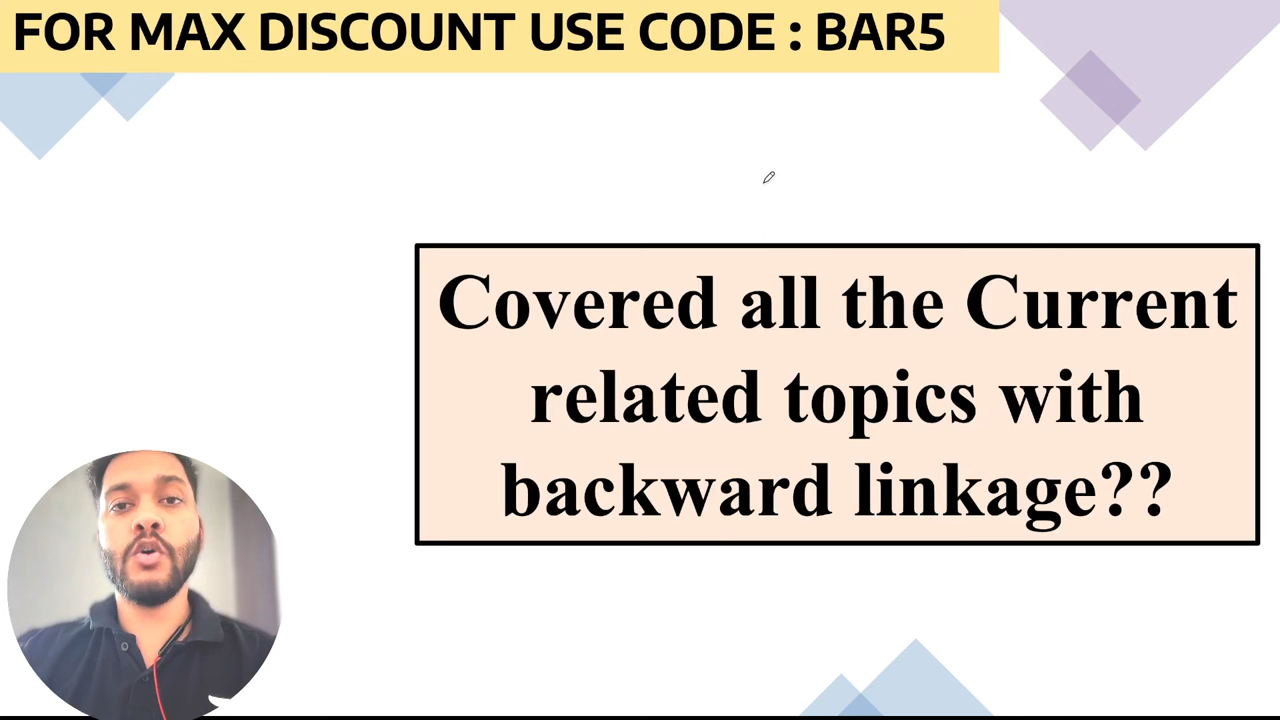 FOR MAX DISCOUNT USE CODE : BAR5
Covered all the Current
related topics with
backward linkage??